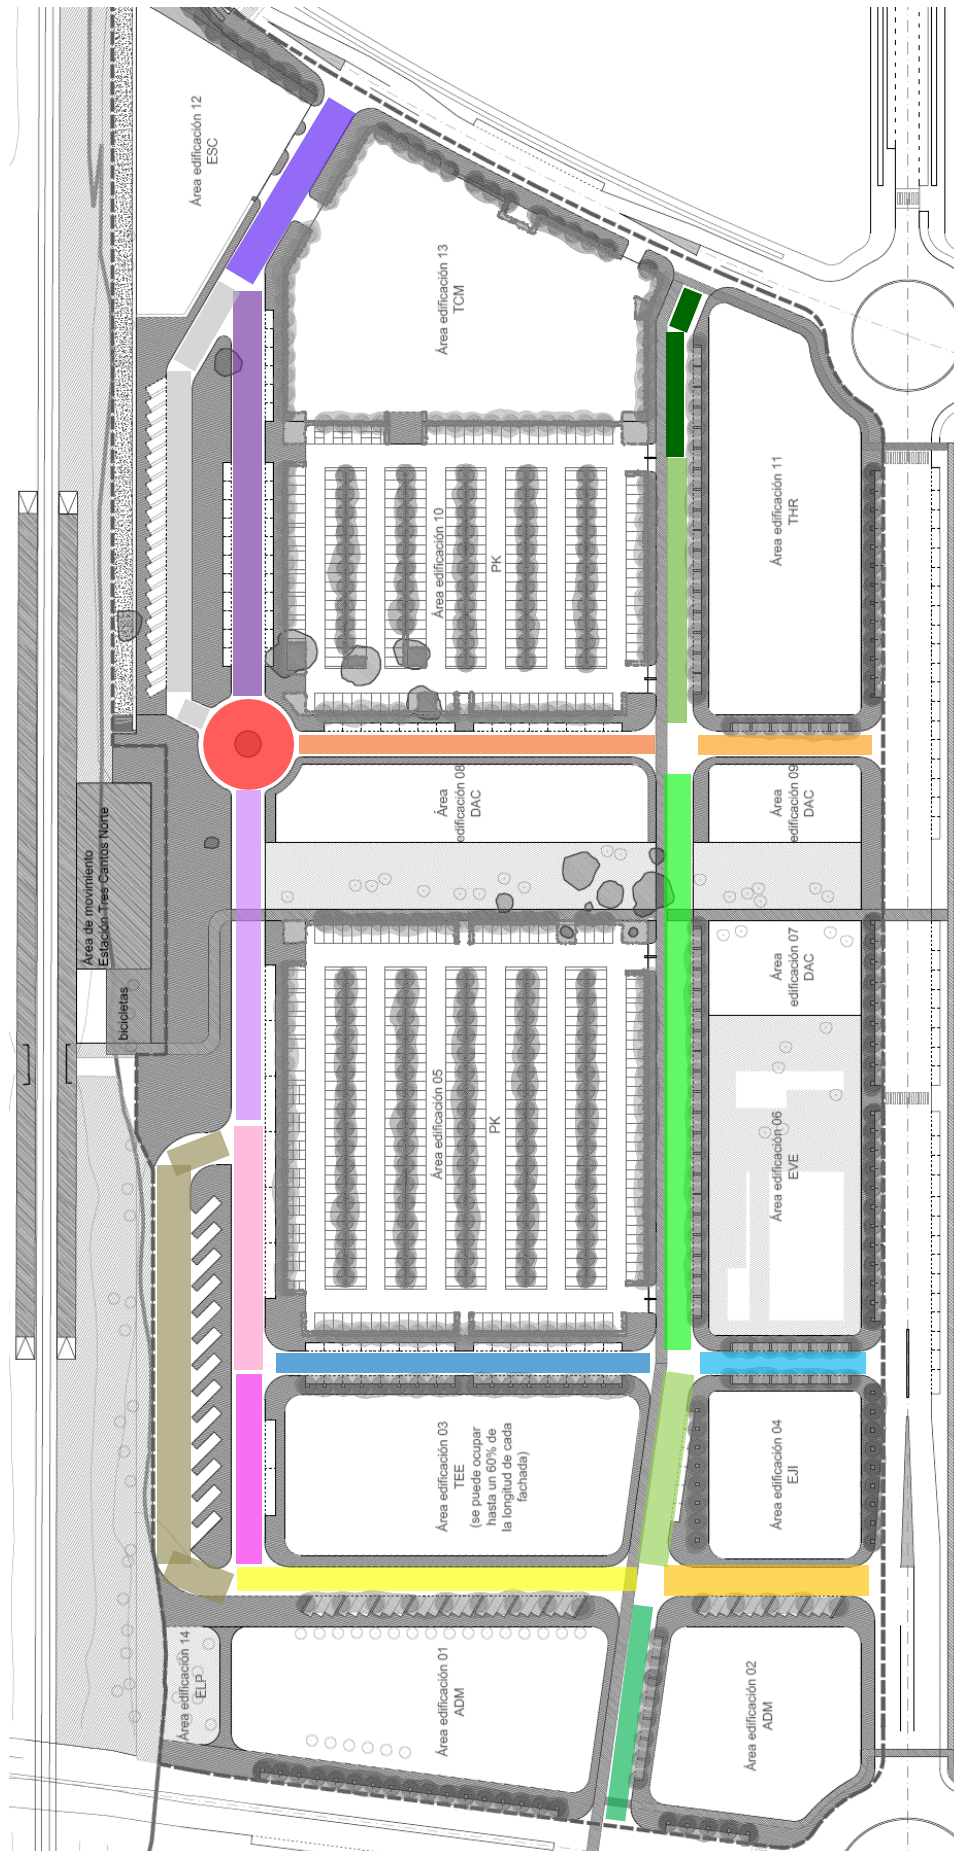 Área edificación 12
ESC
Área edificación 13
TCM
Área edificación 10
PK
Área edificación 11
THR
Área
edificación 08
DAC
Área
edificación 09
DAC
Área de movimiento
Estación Tres Cantos Norte
bicicletas
Área
edificación 07
DAC
Área edificación 05
PK
Área edificación 06
EVE
Área edificación 03
TEE
(se puede ocupar
hasta un 60% de
la longitud de cada
fachada)
Área edificación 04
EJI
Área edificación 14
ELP
Área edificación 01
ADM
Área edificación 02
ADM